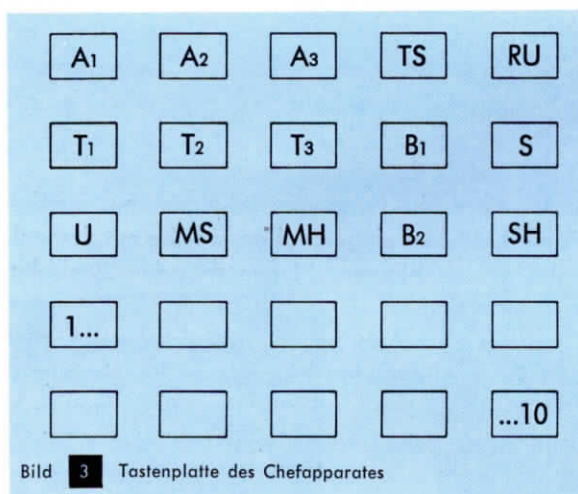 A1 A2 A3 TS RU
T1 T2 T3 B1 S
U MS MH B2 SH
1...
...10
Bild 3 Tastenplatte des Chefapparates